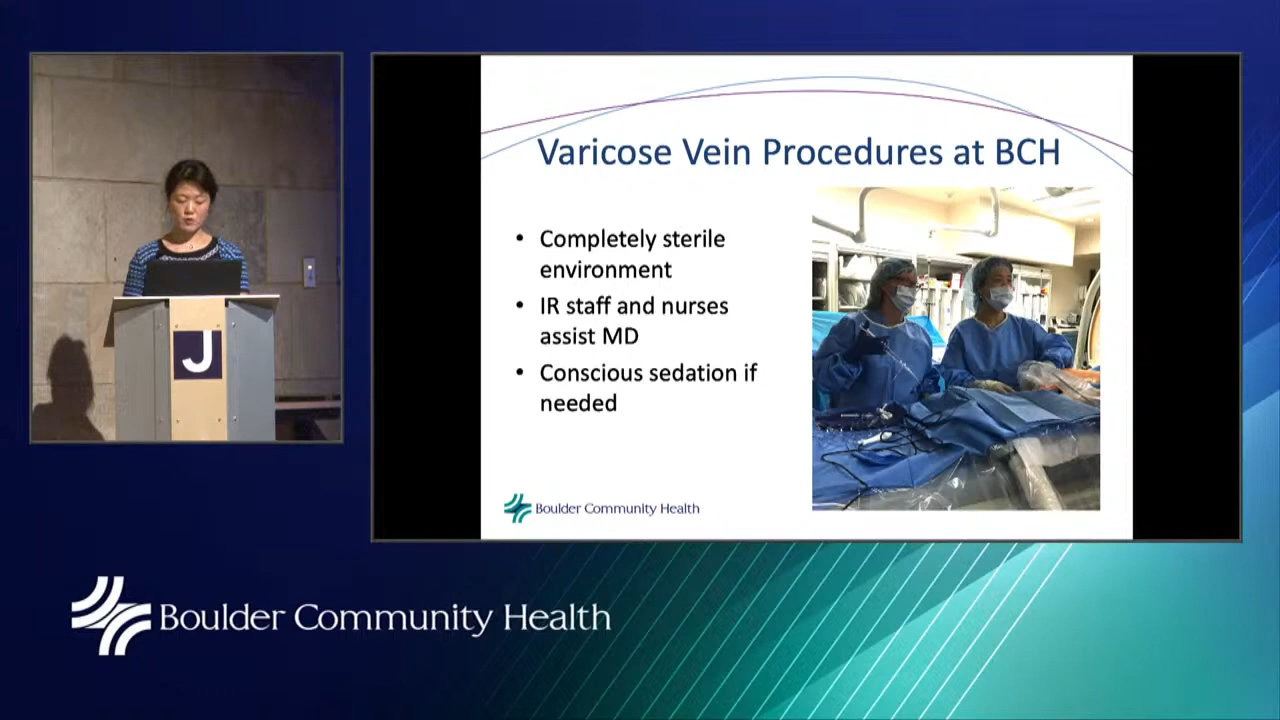 J
Varicose Vein Procedures at BCH
• Completely sterile
environment
• IR staff and nurses
assist MD
• Conscious sedation if
needed
Boulder Community Health
Boulder Community Health